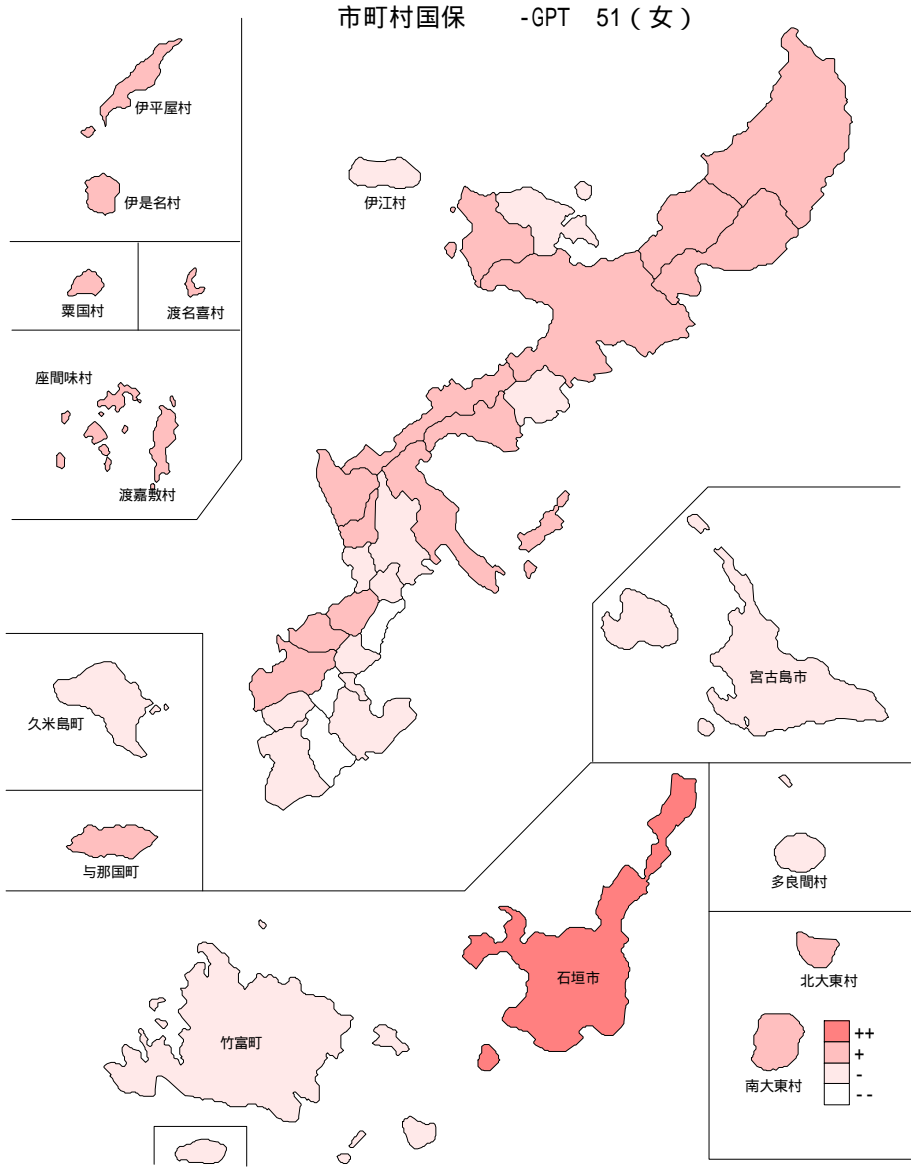 市町村国保 -GPT 51(女)
伊平屋村
伊是名村
伊江村
粟国村
渡名喜村
座間味村
渡嘉敷村
宮古島市
久米島町
与那国町
多良間村
北大東村
石垣市
竹富町
南大東村
++
+
-
--